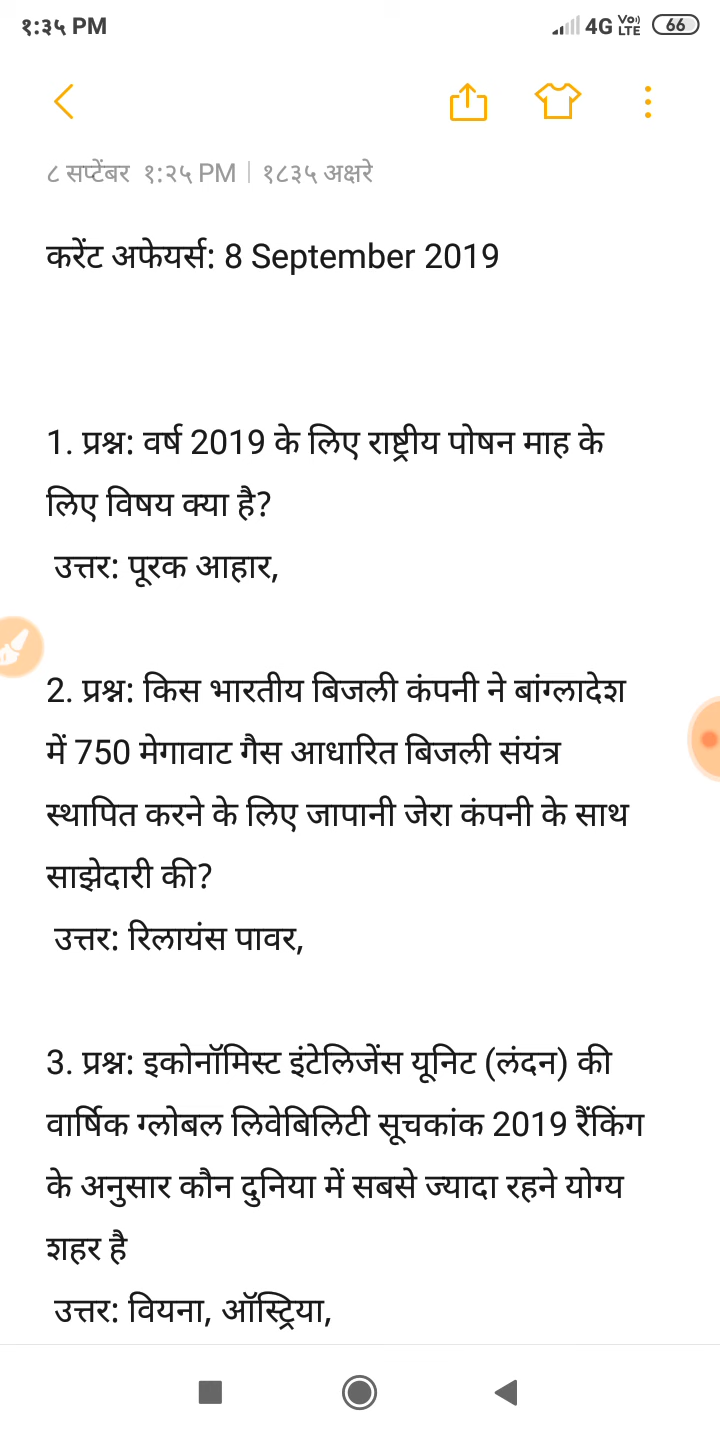 १:३५ PM 4G VoLTE 66
८ सप्टेंबर १:२५ PM | १८३५ अक्षरे
करेंट अफेयर्स: 8 September 2019
1. प्रश्न: वर्ष 2019 के लिए राष्ट्रीय पोषन माह के
लिए विषय क्या है?
उत्तर: पूरक आहार,
2. प्रश्न: किस भारतीय बिजली कंपनी ने बांग्लादेश
में 750 मेगावाट गैस आधारित बिजली संयंत्र
स्थापित करने के लिए जापानी जेरा कंपनी के साथ
साझेदारी की?
उत्तर: रिलायंस पावर,
3. प्रश्न: इकोनॉमिस्ट इंटेलिजेंस यूनिट (लंदन) की
वार्षिक ग्लोबल लिवेबिलिटी सूचकांक 2019 रैंकिंग
के अनुसार कौन दुनिया में सबसे ज्यादा रहने योग्य
शहर है
उत्तर: वियना, ऑस्ट्रिया,